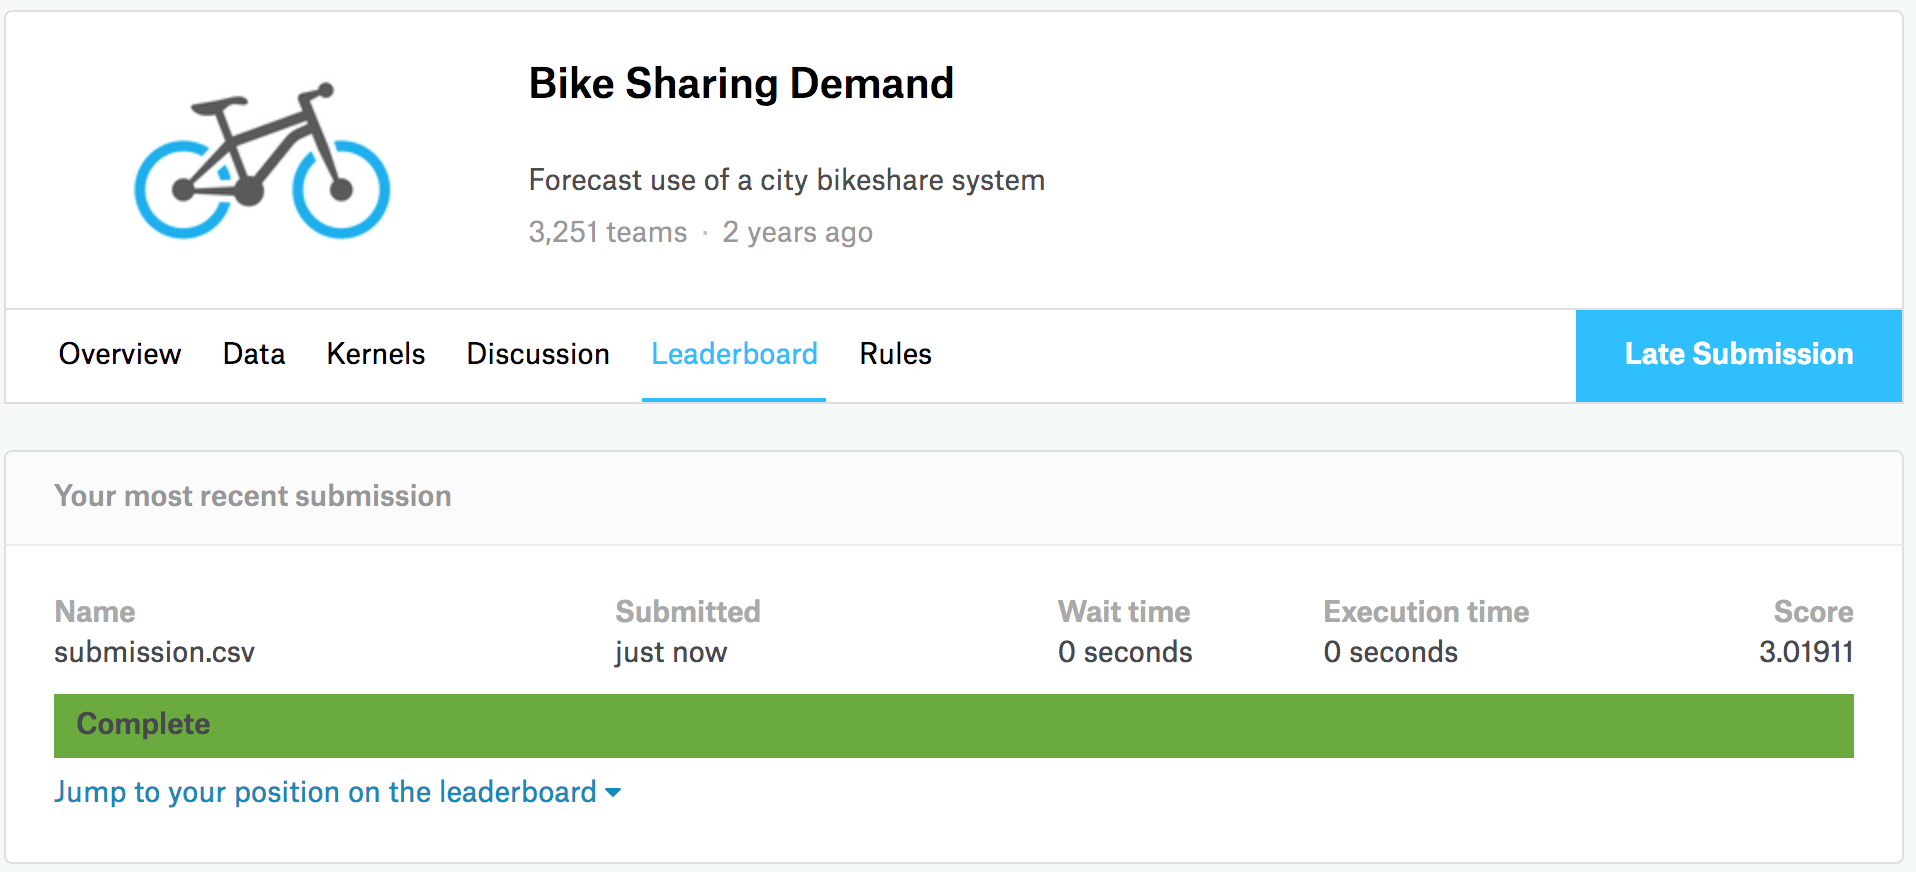 Bike Sharing Demand
Forecast use of a city bikeshare system
3,251 teams · 2 years ago
Overview Data Kernels Discussion Leaderboard Rules Late Submission
Your most recent submission
Name Submitted Wait time Execution time Score
submission.csv just now 0 seconds 0 seconds 3.01911
Complete
Jump to your position on the leaderboard